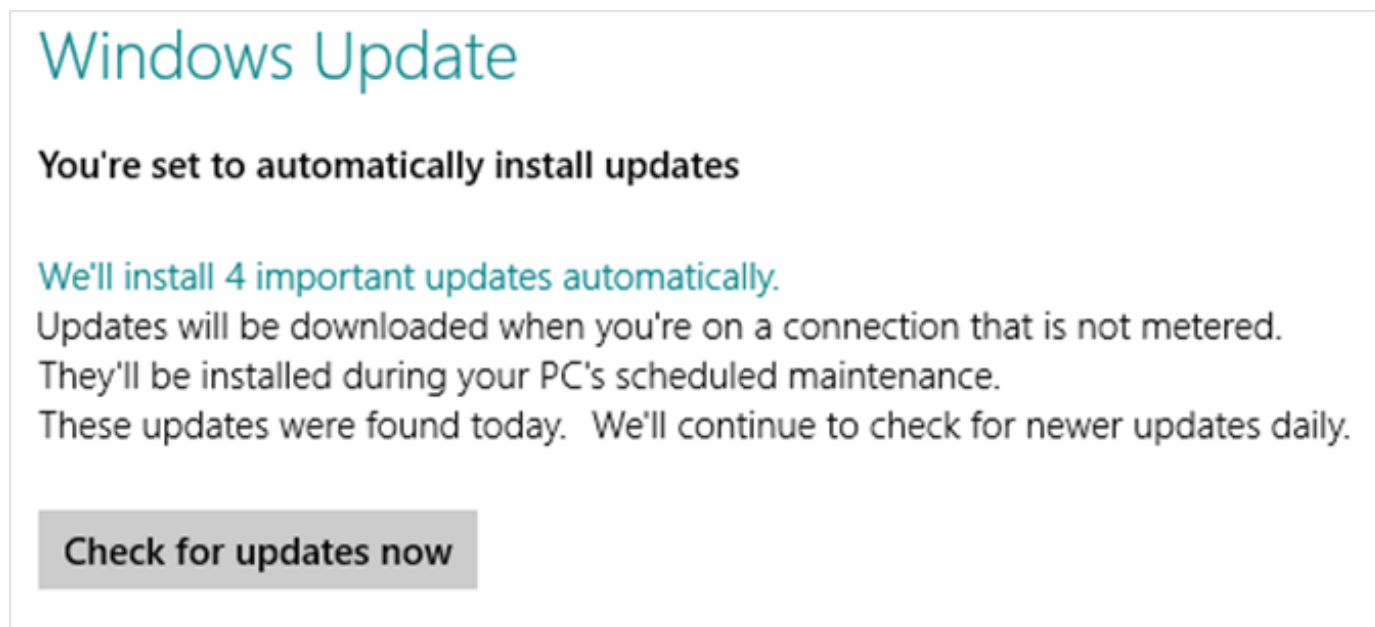 Windows Update
You're set to automatically install updates
We'll install 4 important updates automatically.
Updates will be downloaded when you're on a connection that is not metered.
They'll be installed during your PC's scheduled maintenance.
These updates were found today.  We'll continue to check for newer updates daily.
Check for updates now